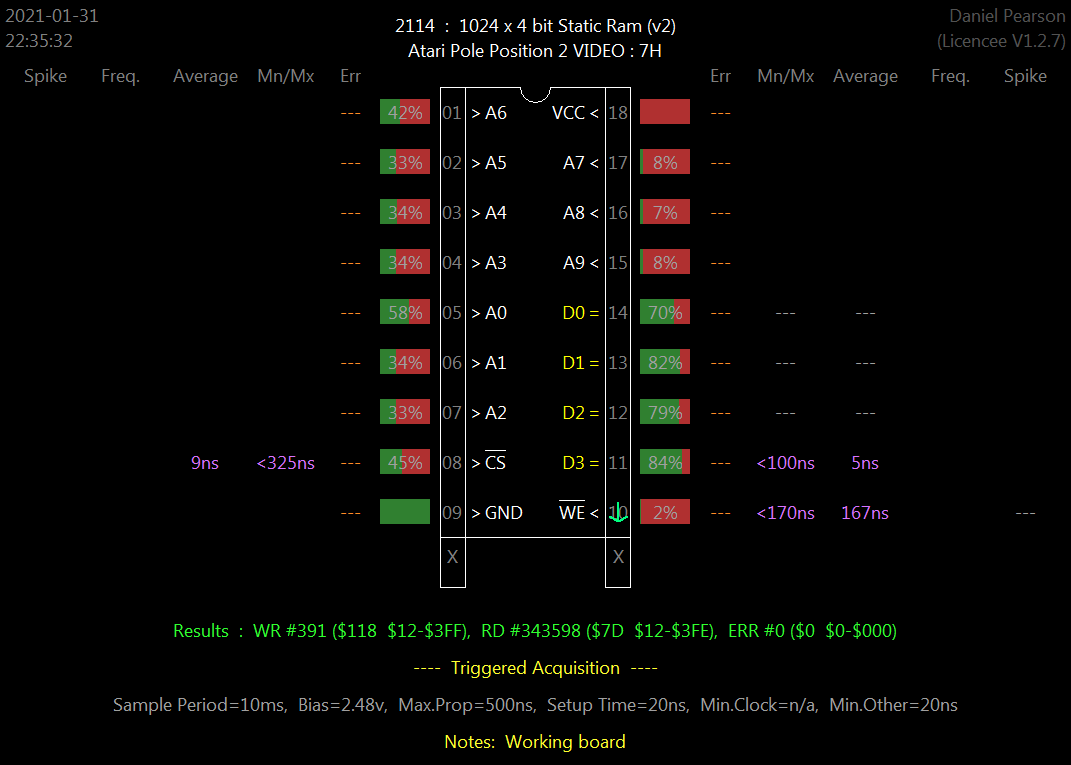 2021-01-31
22:35:32
2114 : 1024 x 4 bit Static Ram (v2)
Atari Pole Position 2 VIDEO : 7H
Daniel Pearson
(Licencee V1.2.7)
Spike Freq. Average Mn/Mx Err Err Mn/Mx Average Freq. Spike
--- 42% 01 > A6 VCC < 18 ---
--- 33% 02 > A5 A7 < 17 8% ---
--- 34% 03 > A4 A8 < 16 7% ---
--- 34% 04 > A3 A9 < 15 8% ---
--- 58% 05 > A0 D0 = 14 70% --- --- ---
--- 34% 06 > A1 D1 = 13 82% --- --- ---
--- 33% 07 > A2 D2 = 12 79% --- --- ---
9ns <325ns --- 45% 08 > C̅S̅ D3 = 11 84% --- <100ns 5ns
--- 09 > GND W̅E̅ < 10 2% --- <170ns 167ns ---
X X
Results : WR #391 ($118 $12-$3FF), RD #343598 ($7D $12-$3FE), ERR #0 ($0 $0-$000)
---- Triggered Acquisition ----
Sample Period=10ms, Bias=2.48v, Max.Prop=500ns, Setup Time=20ns, Min.Clock=n/a, Min.Other=20ns
Notes: Working board